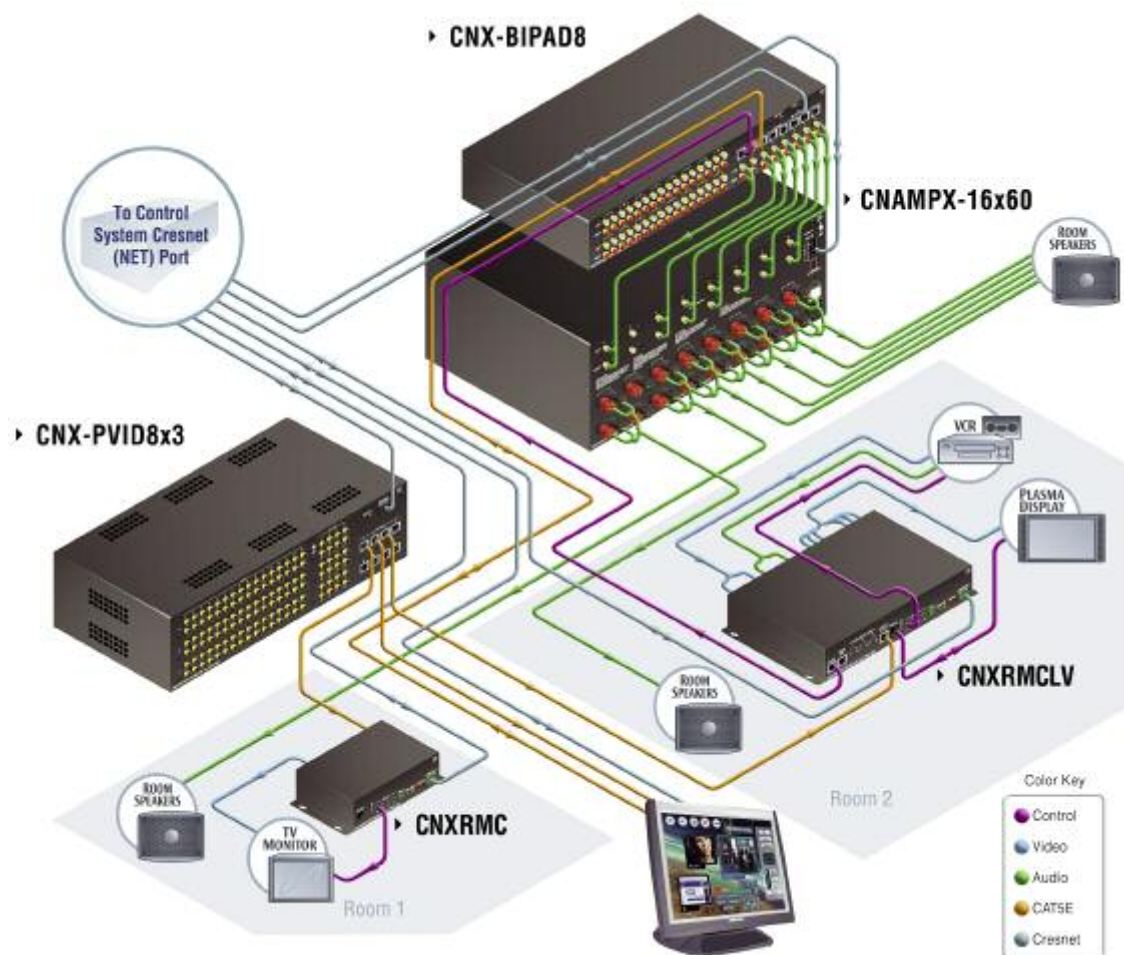 CNX-BIPAD8
To Control
System Cresnet
(NET) Port
CNAMPX-16x60
ROOM
SPEAKERS
CNX-PVID8x3
VCR
PLASMA
DISPLAY
CNXRMCLV
ROOM
SPEAKERS
ROOM
SPEAKERS
TV
MONITOR
CNXRMC
Room 1
Room 2
Color Key
Control
Video
Audio
CAT5E
Cresnet